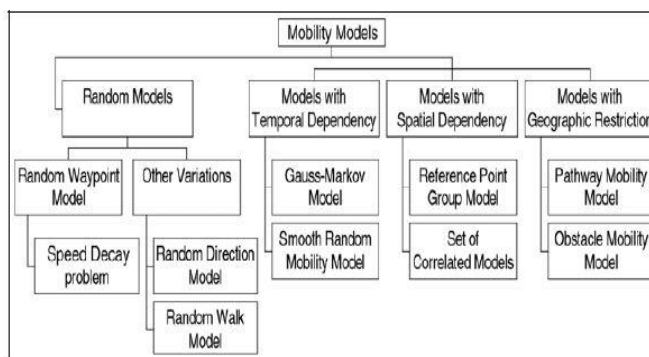 Mobility Models
Random Models
Models with
Temporal Dependency
Models with
Spatial Dependency
Models with
Geographic Restriction
Random Waypoint
Model
Other Variations
Gauss-Markov
Model
Reference Point
Group Model
Pathway Mobility
Model
Speed Decay
problem
Random Direction
Model
Smooth Random
Mobility Model
Set of
Correlated Models
Obstacle Mobility
Model
Random Walk
Model